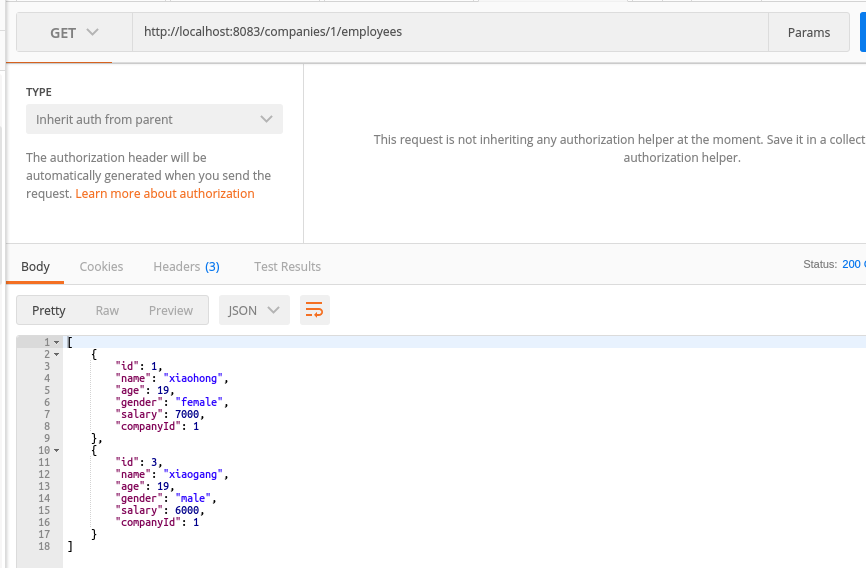 GET http://localhost:8083/companies/1/employees Params
TYPE
Inherit auth from parent
The authorization header will be
automatically generated when you send the
request. Learn more about authorization
This request is not inheriting any authorization helper at the moment. Save it in a collect
authorization helper.
Body Cookies Headers (3) Test Results Status: 200
Pretty Raw Preview JSON
1 [
2 {
3 "id": 1,
4 "name": "xiaohong",
5 "age": 19,
6 "gender": "female",
7 "salary": 7000,
8 "companyId": 1
9 },
10 {
11 "id": 3,
12 "name": "xiaogang",
13 "age": 19,
14 "gender": "male",
15 "salary": 6000,
16 "companyId": 1
17 }
18 ]